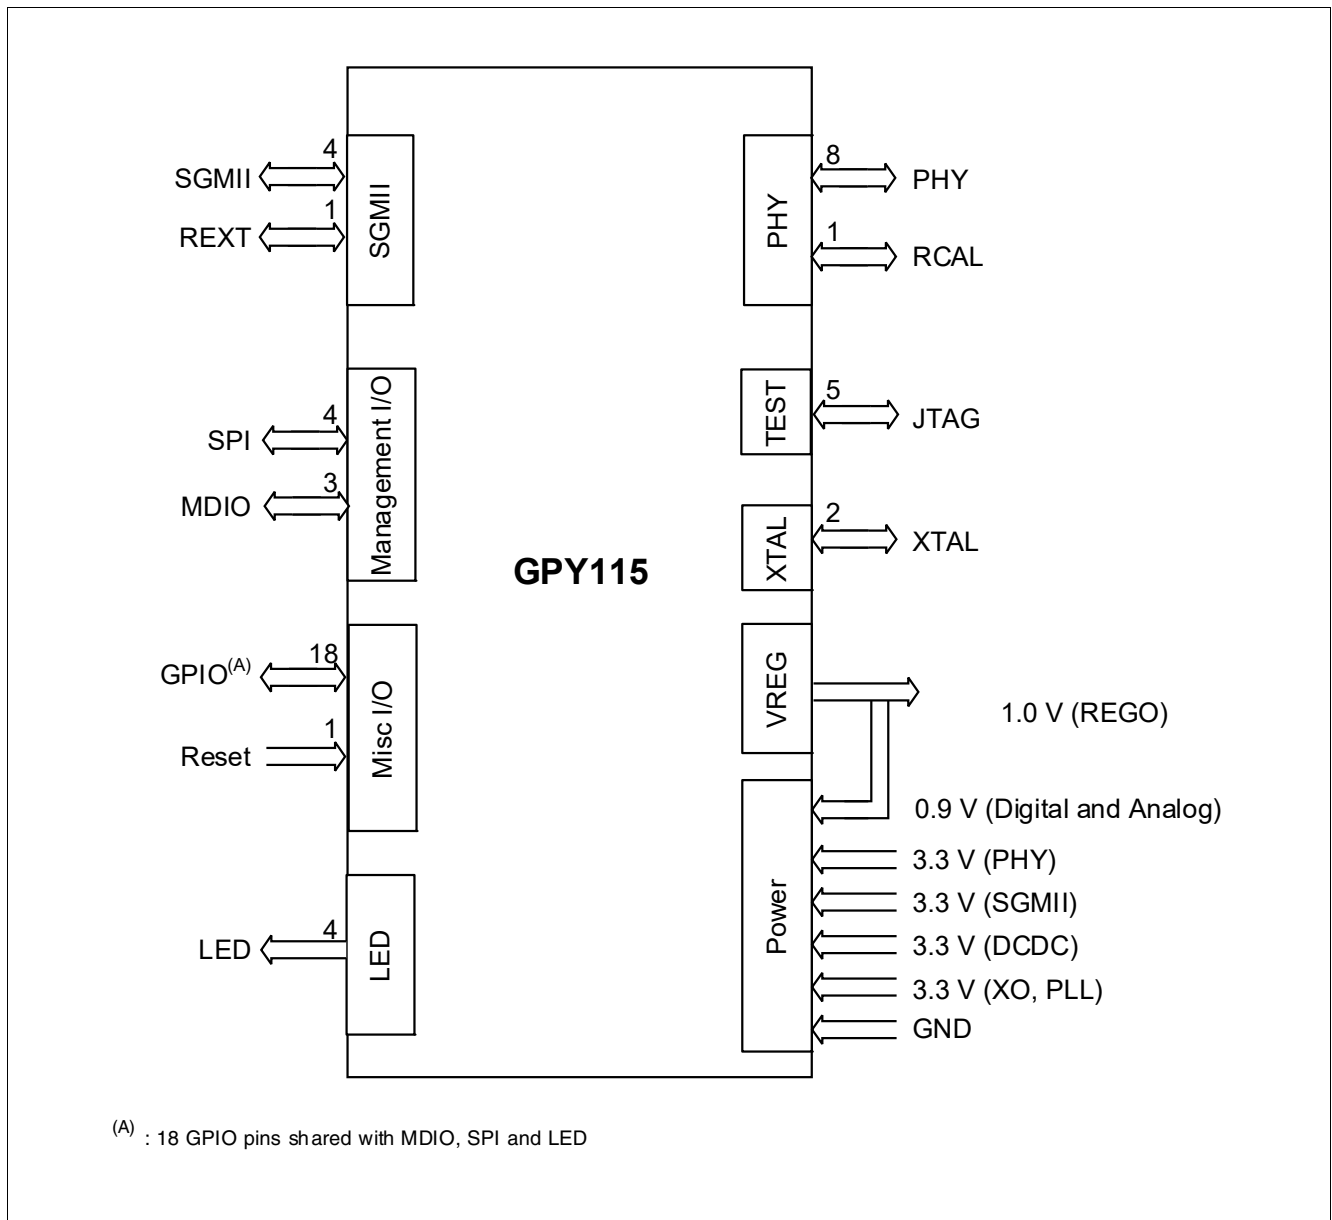 4
SGMII
1
REXT
SGMII
8
PHY
1
RCAL
PHY
4
SPI
3
MDIO
Management I/O
5
JTAG
TEST
2
XTAL
XTAL
GPY115
18
GPIO(A)
1
Reset
Misc I/O
VREG
1.0 V (REGO)
0.9 V (Digital and Analog)
3.3 V (PHY)
3.3 V (SGMII)
3.3 V (DCDC)
3.3 V (XO, PLL)
GND
Power
4
LED
LED
(A) : 18 GPIO pins shared with MDIO, SPI and LED